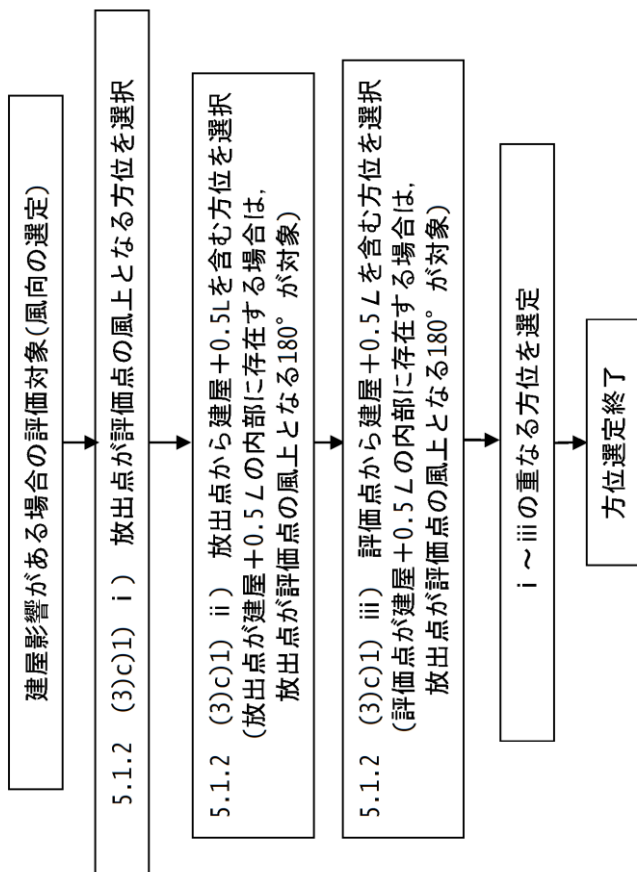 建屋影響がある場合の評価対象(風向の選定)
5.1.2 (3)c)1) ⅰ) 放出点が評価点の風上となる方位を選択
5.1.2 (3)c)1) ⅱ) 放出点から建屋＋0.5Lを含む方位を選択
(放出点が建屋＋0.5Lの内部に存在する場合は,
放出点が評価点の風上となる180°が対象)
5.1.2 (3)c)1) ⅲ) 評価点から建屋＋0.5Lを含む方位を選択
(評価点が建屋＋0.5Lの内部に存在する場合は,
放出点が評価点の風上となる180°が対象)
ⅰ～ⅲの重なる方位を選定
方位選定終了